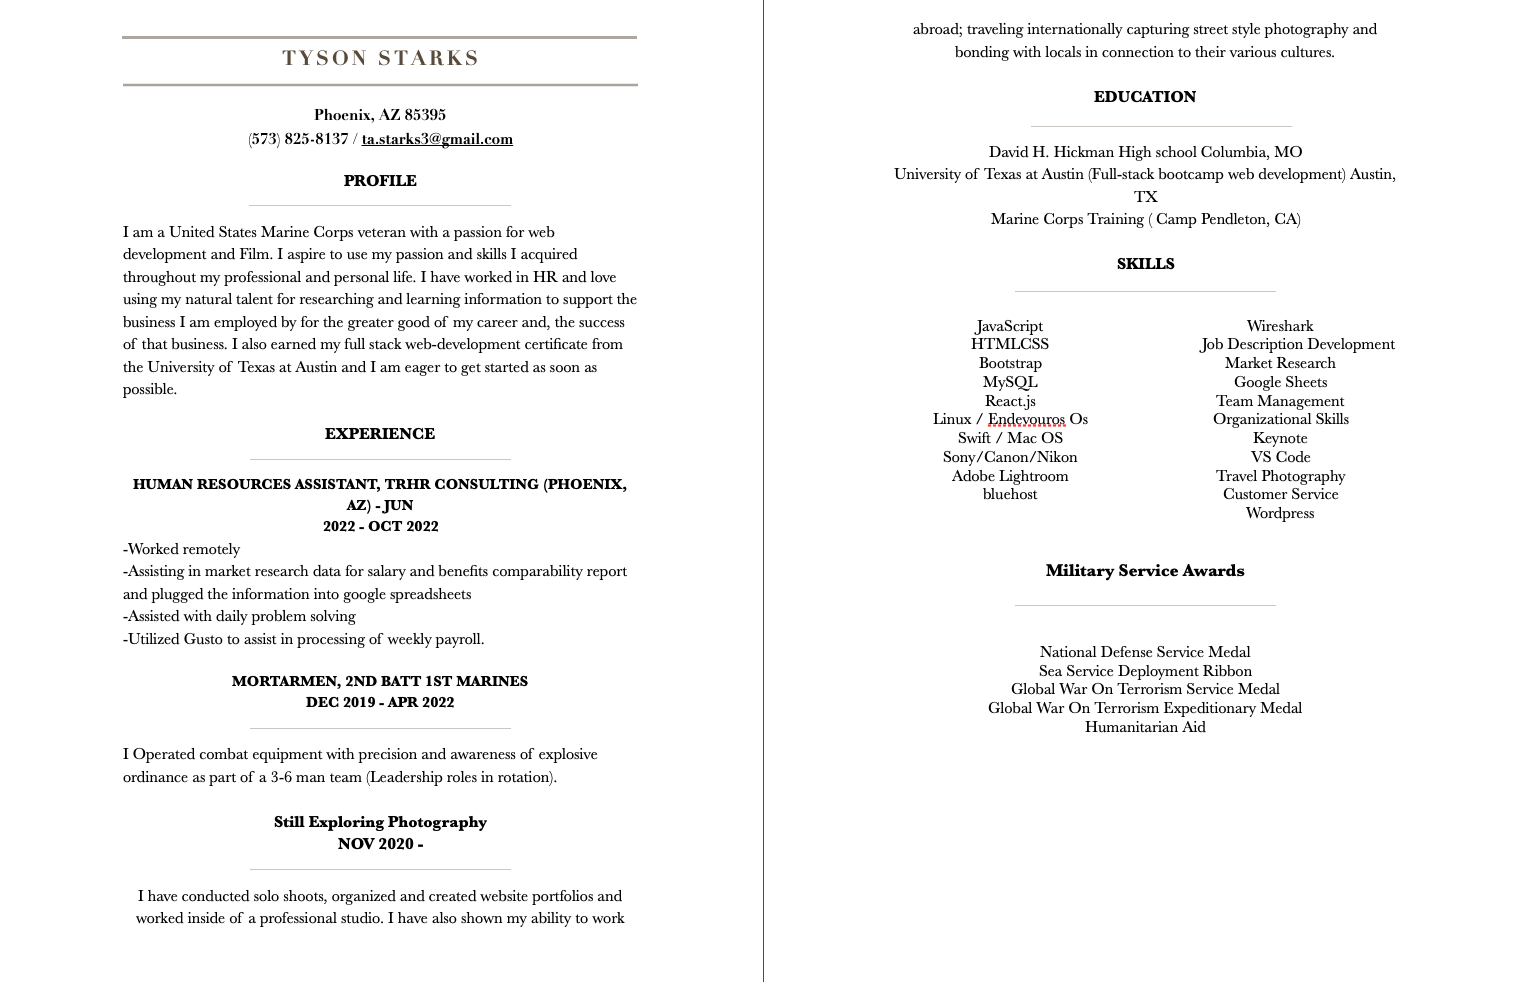 TYSON STARKS
Phoenix, AZ 85395
(573) 825-8137 / ta.starks3@gmail.com
PROFILE
I am a United States Marine Corps veteran with a passion for web
development and Film. I aspire to use my passion and skills I acquired
throughout my professional and personal life. I have worked in HR and love
using my natural talent for researching and learning information to support the
business I am employed by for the greater good of my career and, the success
of that business. I also earned my full stack web-development certificate from
the University of Texas at Austin and I am eager to get started as soon as
possible.
EXPERIENCE
HUMAN RESOURCES ASSISTANT, TRHR CONSULTING (PHOENIX,
AZ) - JUN
2022 - OCT 2022
-Worked remotely
-Assisting in market research data for salary and benefits comparability report
and plugged the information into google spreadsheets
-Assisted with daily problem solving
-Utilized Gusto to assist in processing of weekly payroll.
MORTARMEN, 2ND BATT 1ST MARINES
DEC 2019 - APR 2022
I Operated combat equipment with precision and awareness of explosive
ordinance as part of a 3-6 man team (Leadership roles in rotation).
Still Exploring Photography
NOV 2020 -
I have conducted solo shoots, organized and created website portfolios and
worked inside of a professional studio. I have also shown my ability to work
abroad; traveling internationally capturing street style photography and
bonding with locals in connection to their various cultures.
EDUCATION
David H. Hickman High school Columbia, MO
University of Texas at Austin (Full-stack bootcamp web development) Austin,
TX
Marine Corps Training ( Camp Pendleton, CA)
SKILLS
JavaScript
HTMLCSS
Bootstrap
MySQL
React.js
Linux / Endevouros Os
Swift / Mac OS
Sony/Canon/Nikon
Adobe Lightroom
bluehost
Wireshark
Job Description Development
Market Research
Google Sheets
Team Management
Organizational Skills
Keynote
VS Code
Travel Photography
Customer Service
Wordpress
Military Service Awards
National Defense Service Medal
Sea Service Deployment Ribbon
Global War On Terrorism Service Medal
Global War On Terrorism Expeditionary Medal
Humanitarian Aid